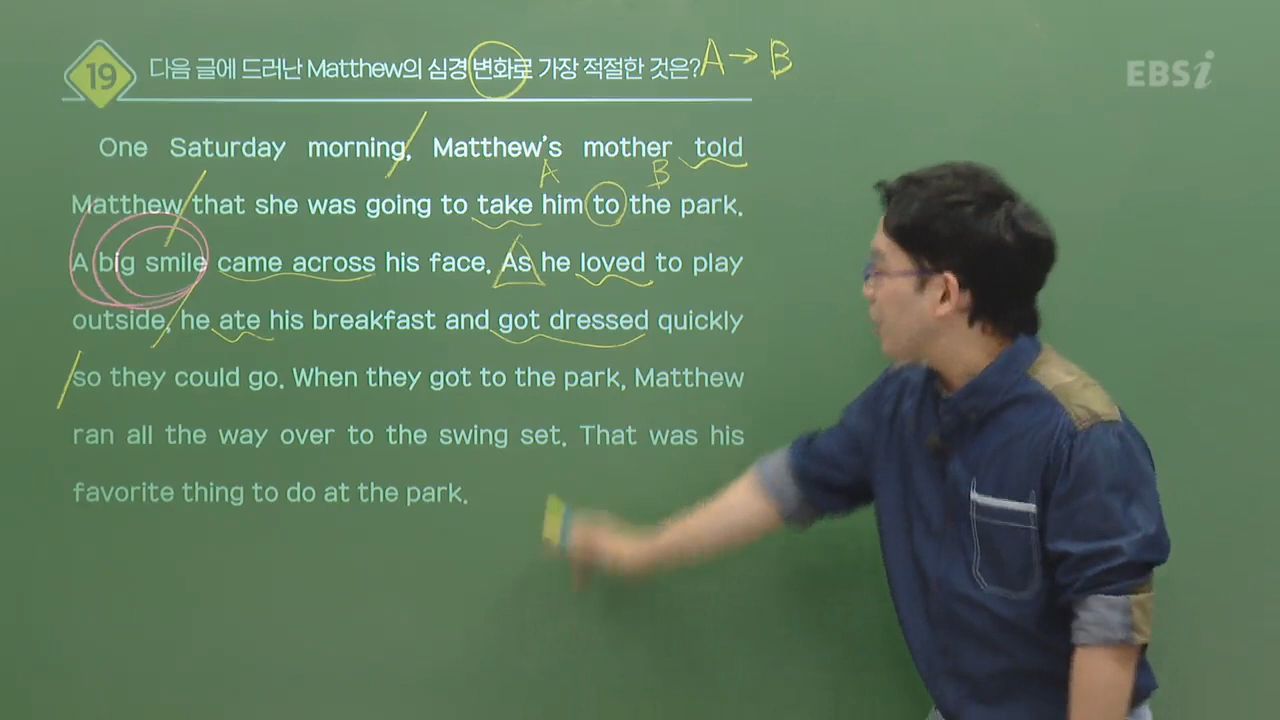 19 다음 글에 드러난 Matthew의 심경 변화로 가장 적절한 것은? A → B
EBSi
One Saturday morning, Matthew's mother told
A B
Matthew that she was going to take him to the park.
A big smile came across his face. As he loved to play
outside, he ate his breakfast and got dressed quickly
so they could go. When they got to the park, Matthew
ran all the way over to the swing set. That was his
favorite thing to do at the park.